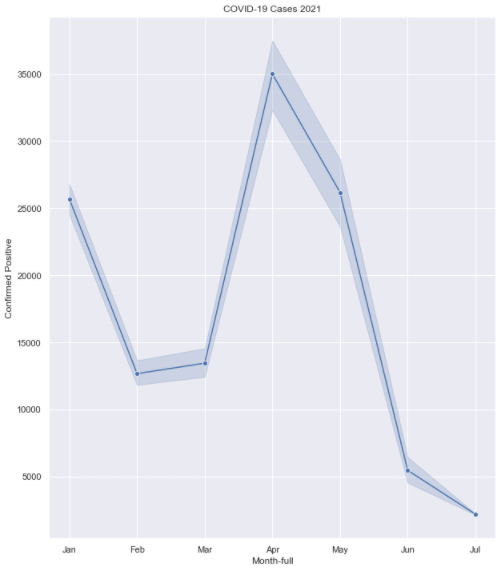 COVID-19 Cases 2021
Confirmed Positive
35000
30000
25000
20000
15000
10000
5000
Jan Feb Mar Apr May Jun Jul
Month-full